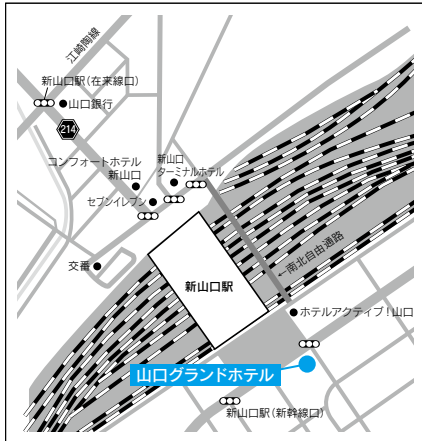 江崎陶線
新山口駅(在来線口)
山口銀行
214
コンフォートホテル
新山口
新山口
ターミナルホテル
セブンイレブン
交番
新山口駅
←南北自由通路
ホテルアクティブ!山口
山口グランドホテル
新山口駅(新幹線口)